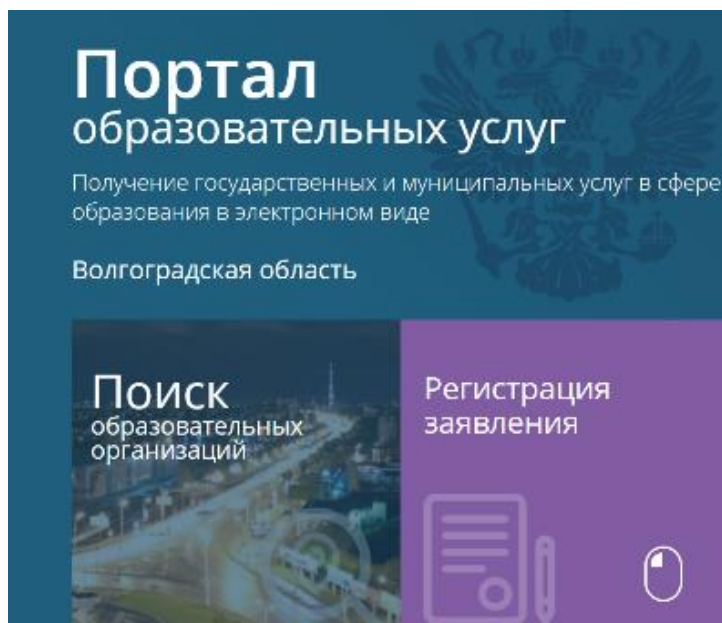 Портал
образовательных услуг
Получение государственных и муниципальных услуг в сфере
образования в электронном виде
Волгоградская область
Поиск
образовательных
организаций
Регистрация
заявления